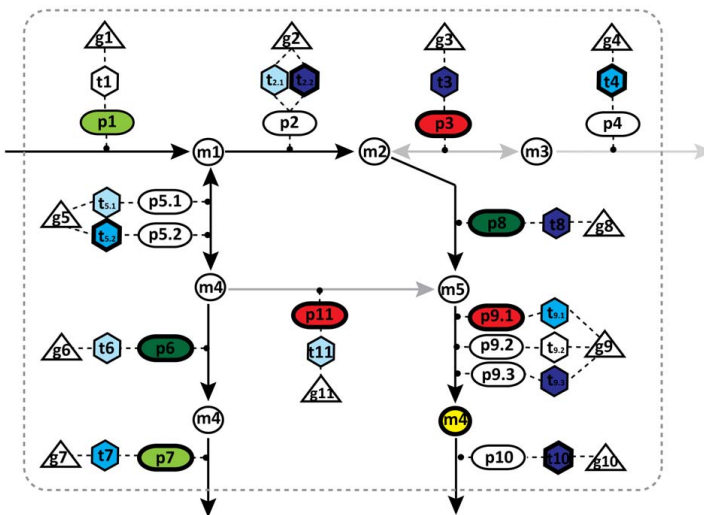 g1 g2 g3 g4
t1 t2.1 t2.2 t3 t4
p1 p2 p3 p4
m1 m2 m3
g5 t5.1 p5.1
t5.2 p5.2
p8 t8 g8
m4 m5
p11 p9.1 t9.1
g6 t6 p6 t11 p9.2 t9.2 g9
p9.3 t9.3
g11
m4 m4
g7 t7 p7 p10 t10 g10